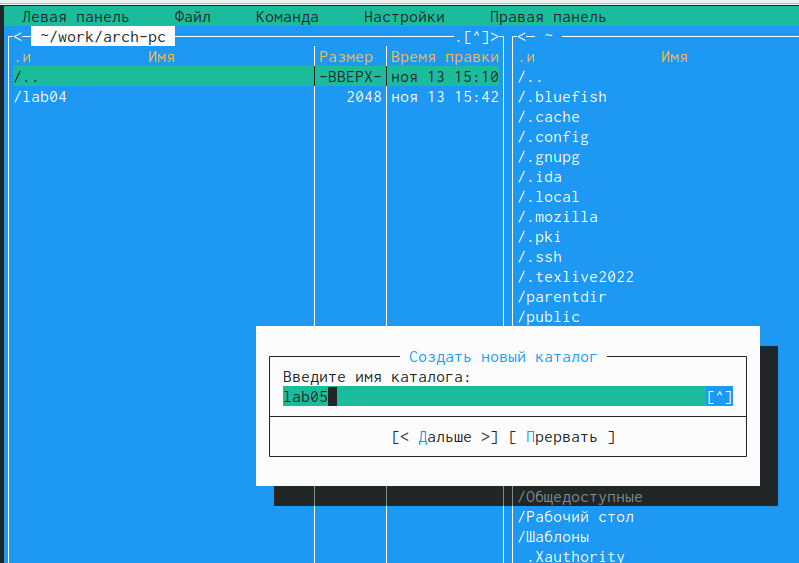 Левая панель Файл Команда Настройки Правая панель
<─ ~/work/arch-pc .[^]>
.и Имя Размер Время правки
/.. -ВВЕРХ- ноя 13 15:10
/lab04 2048 ноя 13 15:42
<─ ~
.и Имя
/..
/.bluefish
/.cache
/.config
/.gnupg
/.ida
/.local
/.mozilla
/.pki
/.ssh
/.texlive2022
/parentdir
/public
Создать новый каталог
Введите имя каталога:
lab05 [^]
[< Дальше >] [ Прервать ]
/Общедоступные
/Рабочий стол
/Шаблоны
.Xauthority